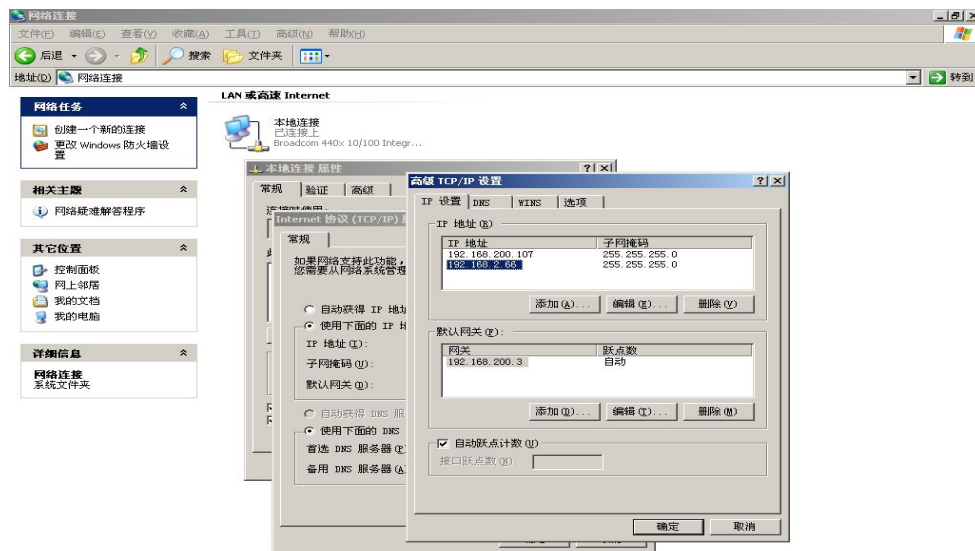 网络连接
文件(F) 编辑(E) 查看(V) 收藏(A) 工具(T) 高级(N) 帮助(H)
后退 搜索 文件夹
地址(D) 网络连接 转到
LAN 或高速 Internet
网络任务
创建一个新的连接
更改 Windows 防火墙设
置
本地连接
已连接上
Broadcom 440x 10/100 Integr...
相关主题
网络疑难解答程序
其它位置
控制面板
网上邻居
我的文档
我的电脑
详细信息
网络连接
系统文件夹
本地连接 属性
常规 验证 高级
连接时使用:
Internet 协议 (TCP/IP)
常规
如果网络支持此功能,
您需要从网络系统管理
自动获得 IP 地
使用下面的 IP
IP 地址(I):
子网掩码(U):
默认网关(D):
自动获得 DNS 服
使用下面的 DNS
首选 DNS 服务器(P
备用 DNS 服务器(A
高级 TCP/IP 设置
IP 设置 DNS WINS 选项
IP 地址(R)
IP 地址 子网掩码
192.168.200.107 255.255.255.0
192.168.2.66 255.255.255.0
添加(A)... 编辑(E)... 删除(V)
默认网关(F):
网关 跃点数
192.168.200.3 自动
添加(D)... 编辑(T)... 删除(M)
自动跃点计数(U)
接口跃点数(N):
确定 取消